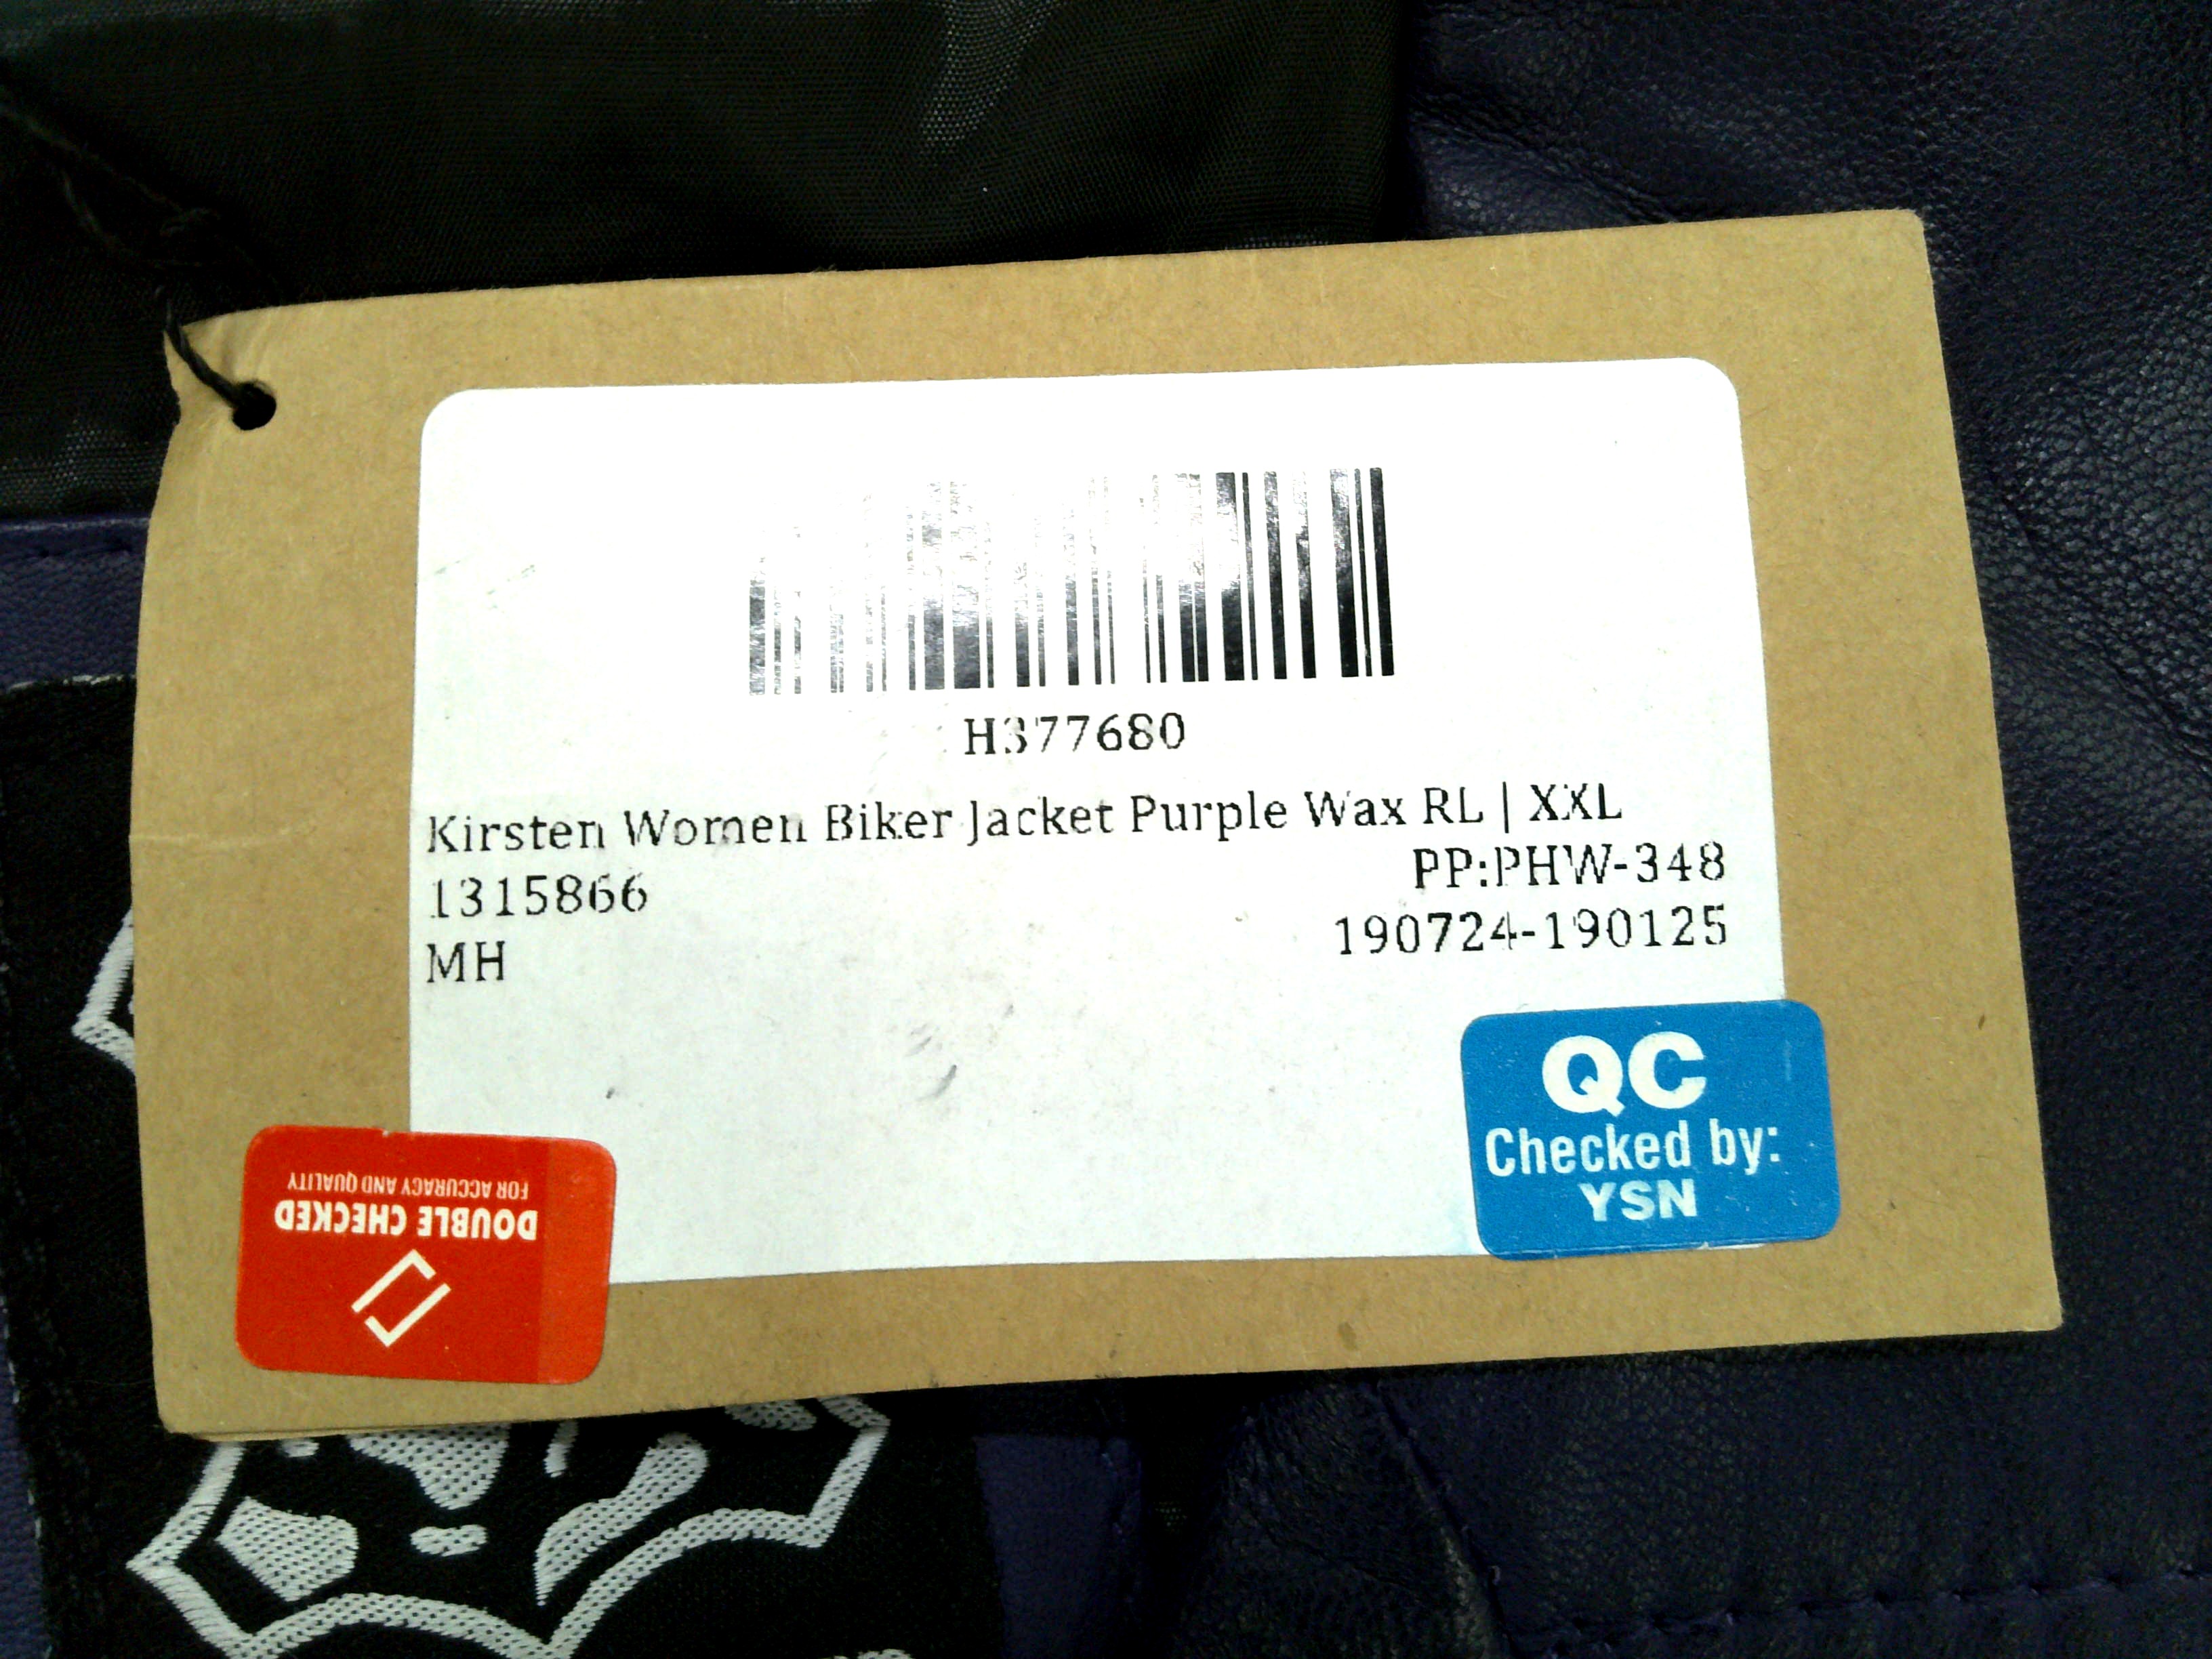 H377680
Kirsten Women Biker Jacket Purple Wax RL | XXL
1315866
PP:PHW-348
MH
190724-190125
QC
Checked by:
YSN
DOUBLE CHECKED
FOR ACCURACY AND QUALITY